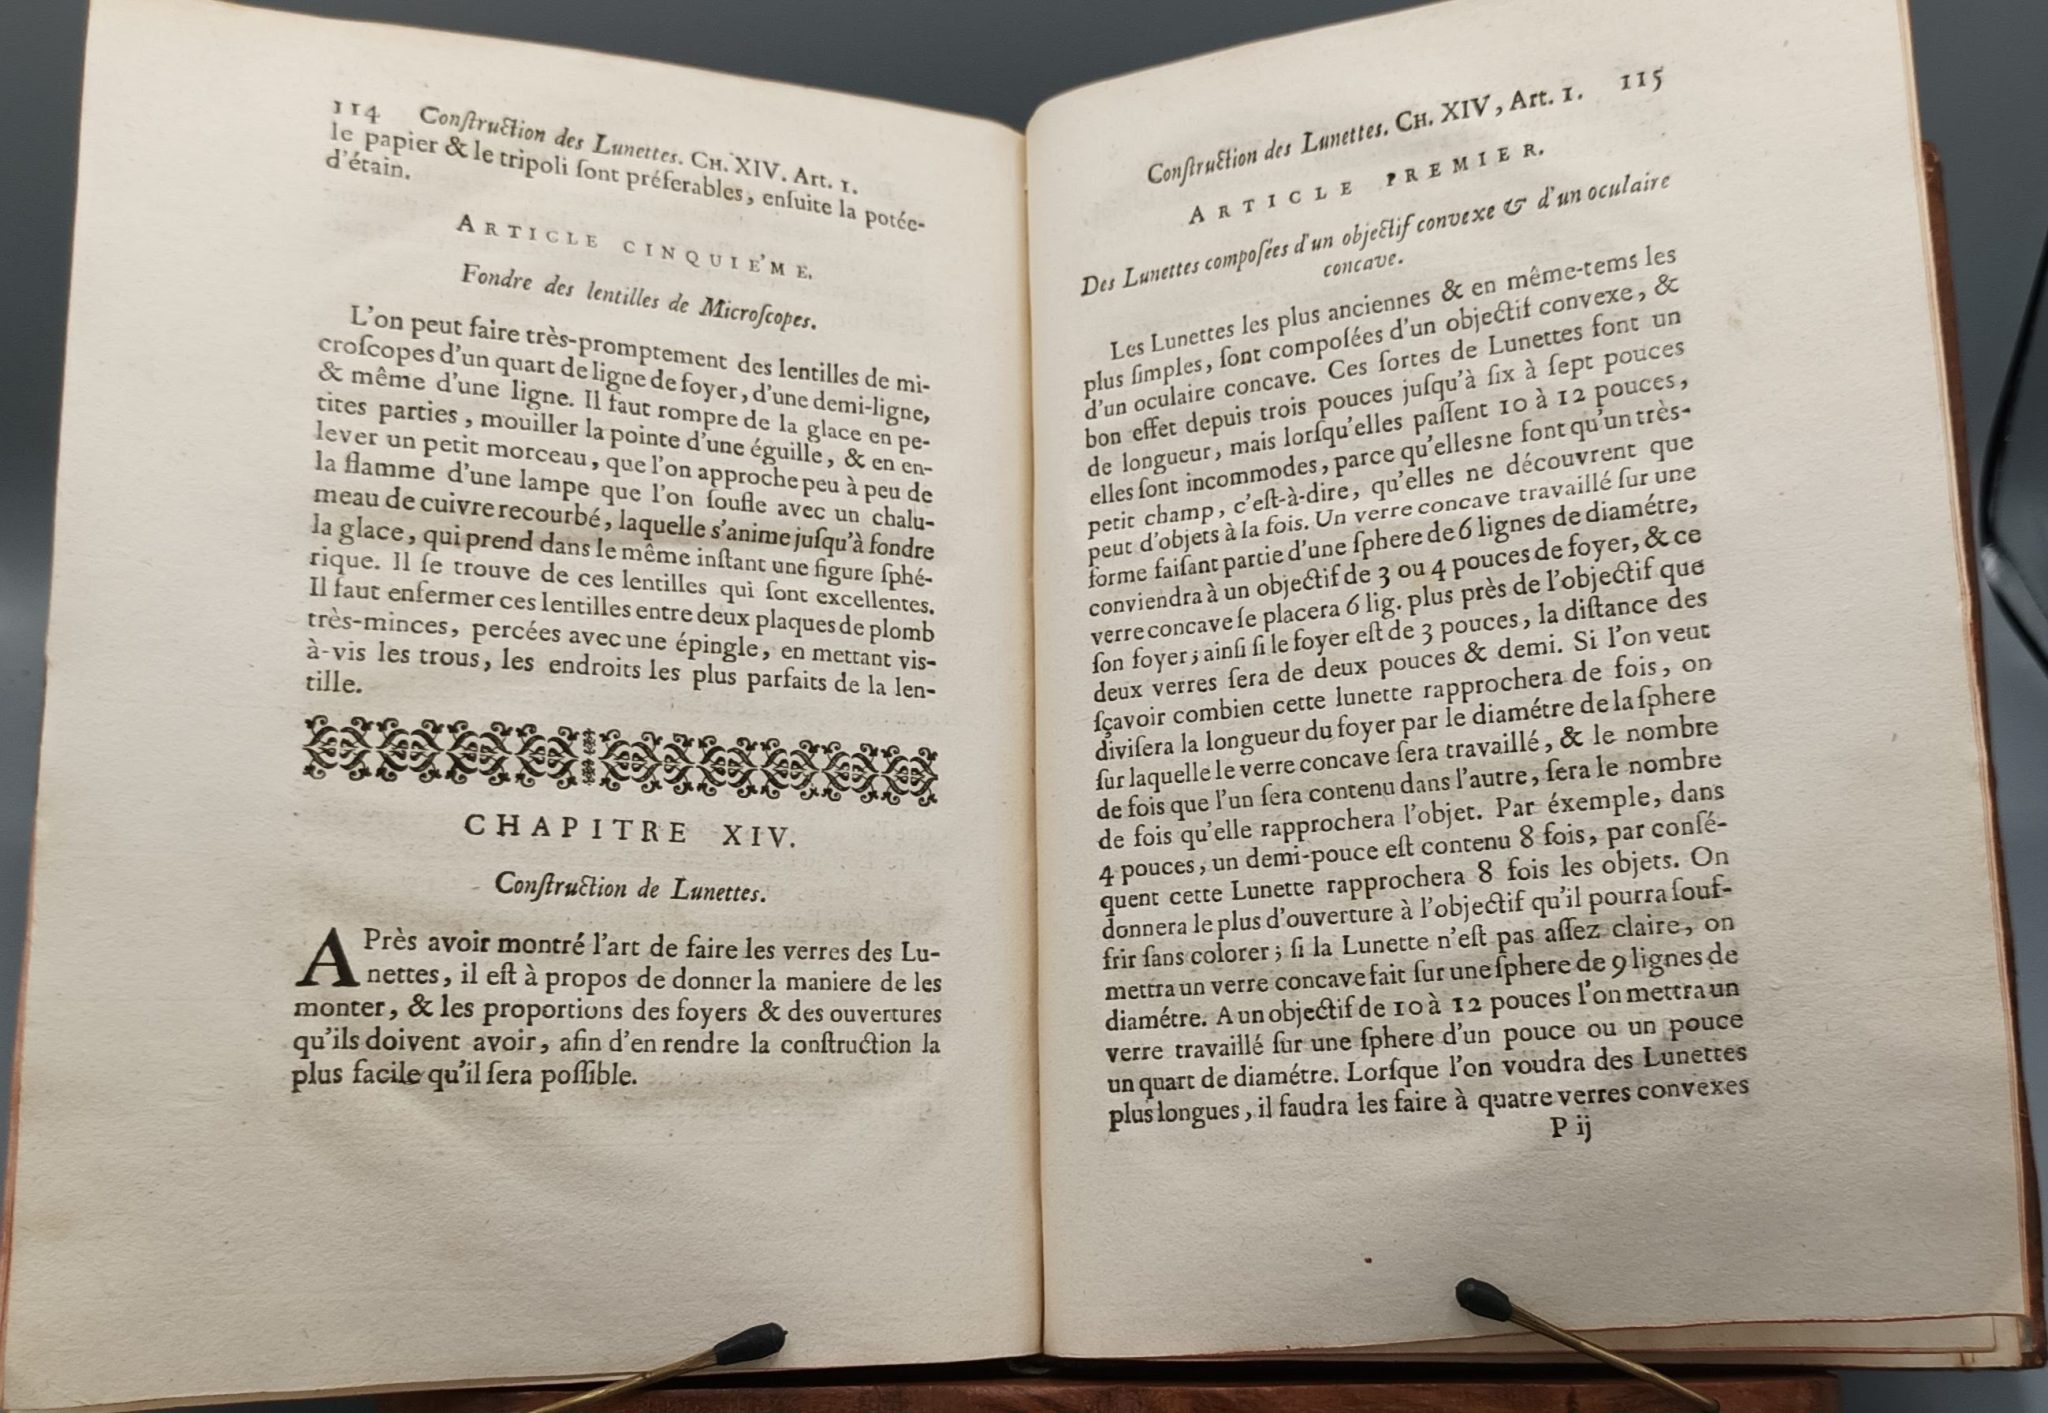 114 Conſtruction des Lunettes. CH. XIV. Art. 1.
le papier & le tripoli ſont préferables, enſuite la potée-
d'étain.
ARTICLE CINQUIE'ME.
Fondre des lentilles de Microſcopes.
L'on peut faire très-promptement des lentilles de mi-
croſcopes d'un quart de ligne de foyer, d'une demi-ligne,
& même d'une ligne. Il faut rompre de la glace en pe-
tites parties, mouiller la pointe d'une éguille, & en en-
lever un petit morceau, que l'on approche peu à peu de
la flamme d'une lampe que l'on ſoufle avec un chalu-
meau de cuivre recourbé, laquelle s'anime juſqu'à fondre
la glace, qui prend dans le même inſtant une figure ſphé-
rique. Il ſe trouve de ces lentilles qui ſont excellentes.
Il faut enfermer ces lentilles entre deux plaques de plomb
très-minces, percées avec une épingle, en mettant vis-
à-vis les trous, les endroits les plus parfaits de la len-
tille.
CHAPITRE XIV.
Conſtruction de Lunettes.
APrès avoir montré l'art de faire les verres des Lu-
nettes, il eſt à propos de donner la maniere de les
monter, & les proportions des foyers & des ouvertures
qu'ils doivent avoir, afin d'en rendre la conſtruction la
plus facile qu'il ſera poſſible.
Conſtruction des Lunettes. CH. XIV, Art. 1. 115
ARTICLE PREMIER.
Des Lunettes compoſées d'un objectif convexe & d'un oculaire
concave.
Les Lunettes les plus anciennes & en même-tems les
plus ſimples, ſont compoſées d'un objectif convexe, &
d'un oculaire concave. Ces ſortes de Lunettes font un
bon effet depuis trois pouces juſqu'à ſix à ſept pouces
de longueur, mais lorſqu'elles paſſent 10 à 12 pouces,
elles ſont incommodes, parce qu'elles ne font qu'un très-
petit champ, c'eſt-à-dire, qu'elles ne découvrent que
peut d'objets à la fois. Un verre concave travaillé ſur une
forme faiſant partie d'une ſphere de 6 lignes de diamétre,
conviendra à un objectif de 3 ou 4 pouces de foyer, & ce
verre concave ſe placera 6 lig. plus près de l'objectif que
ſon foyer; ainſi ſi le foyer eſt de 3 pouces, la diſtance des
deux verres ſera de deux pouces & demi. Si l'on veut
ſçavoir combien cette lunette rapprochera de fois, on
diviſera la longueur du foyer par le diamétre de la ſphere
ſur laquelle le verre concave ſera travaillé, & le nombre
de fois que l'un ſera contenu dans l'autre, ſera le nombre
de fois qu'elle rapprochera l'objet. Par éxemple, dans
4 pouces, un demi-pouce eſt contenu 8 fois, par conſé-
quent cette Lunette rapprochera 8 fois les objets. On
donnera le plus d'ouverture à l'objectif qu'il pourra ſouf-
frir ſans colorer; ſi la Lunette n'eſt pas aſſez claire, on
mettra un verre concave fait ſur une ſphere de 9 lignes de
diamétre. A un objectif de 10 à 12 pouces l'on mettra un
verre travaillé ſur une ſphere d'un pouce ou un pouce
un quart de diamétre. Lorſque l'on voudra des Lunettes
plus longues, il faudra les faire à quatre verres convexes
P ij